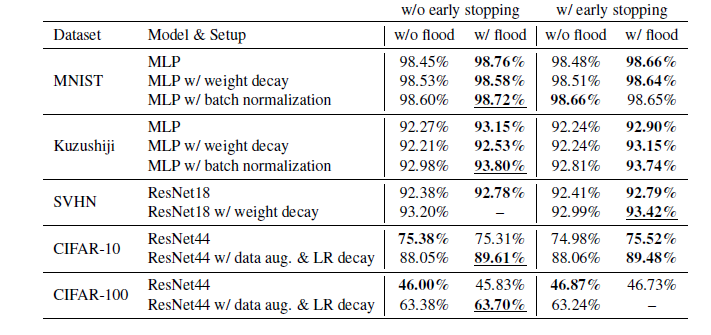 w/o early stopping w/ early stopping
Dataset Model & Setup w/o flood w/ flood w/o flood w/ flood
MLP 98.45% 98.76% 98.48% 98.66%
MNIST MLP w/ weight decay 98.53% 98.58% 98.51% 98.64%
MLP w/ batch normalization 98.60% 98.72% 98.66% 98.65%
MLP 92.27% 93.15% 92.24% 92.90%
Kuzushiji MLP w/ weight decay 92.21% 92.53% 92.24% 93.15%
MLP w/ batch normalization 92.98% 93.80% 92.81% 93.74%
SVHN
ResNet18 92.38% 92.78% 92.41% 92.79%
ResNet18 w/ weight decay 93.20% – 92.99% 93.42%
CIFAR-10
ResNet44 75.38% 75.31% 74.98% 75.52%
ResNet44 w/ data aug. & LR decay 88.05% 89.61% 88.06% 89.48%
CIFAR-100
ResNet44 46.00% 45.83% 46.87% 46.73%
ResNet44 w/ data aug. & LR decay 63.38% 63.70% 63.24% –